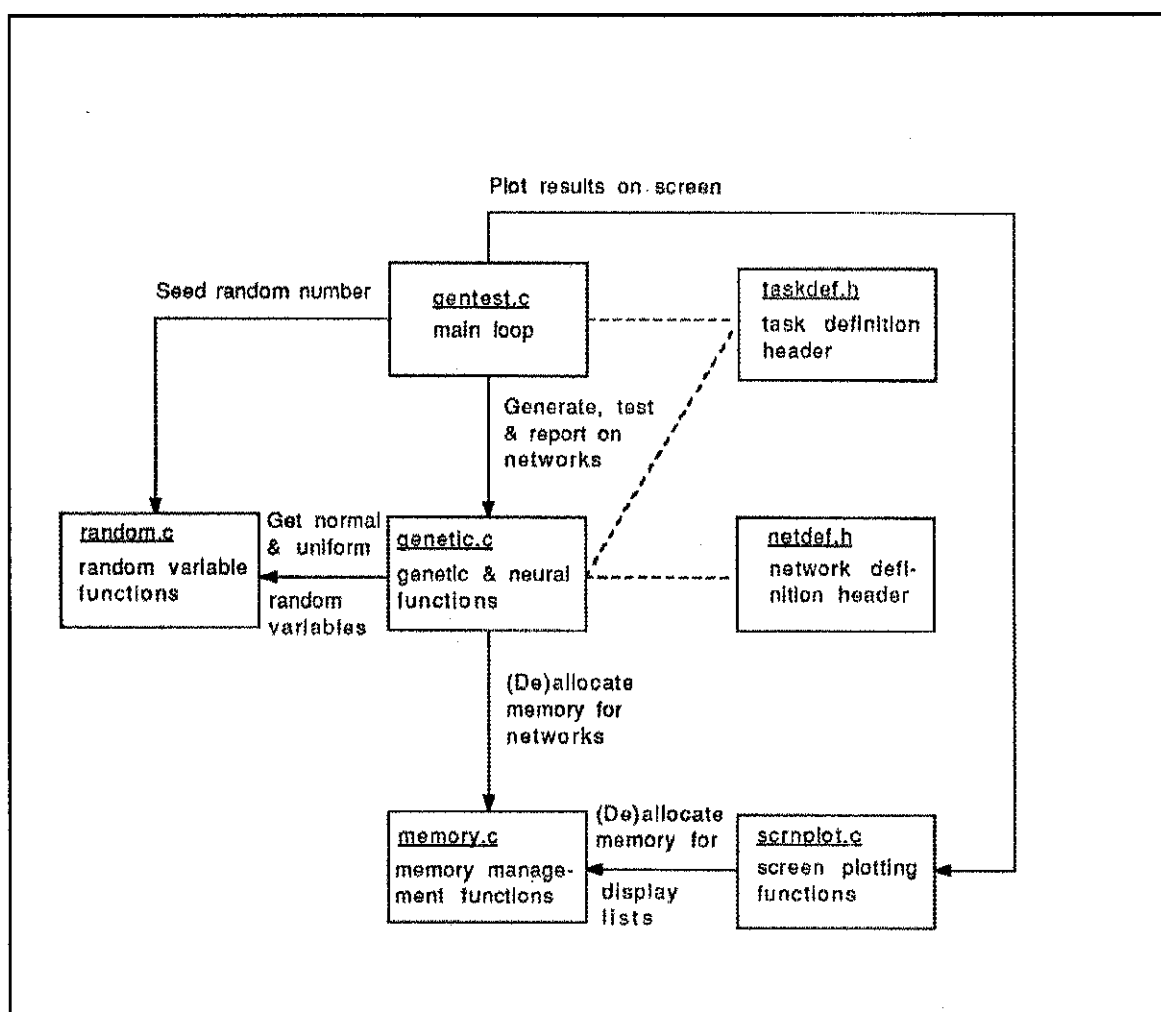 Plot results on screen
Seed random number
gentest.c
main loop
taskdef.h
task definition
header
Generate, test
& report on
networks
random.c
random variable
functions
Get normal
& uniform
random
variables
genetic.c
genetic & neural
functions
netdef.h
network defi-
nition header
(De)allocate
memory for
networks
memory.c
memory manage-
ment functions
(De)allocate
memory for
display
lists
scrnplot.c
screen plotting
functions